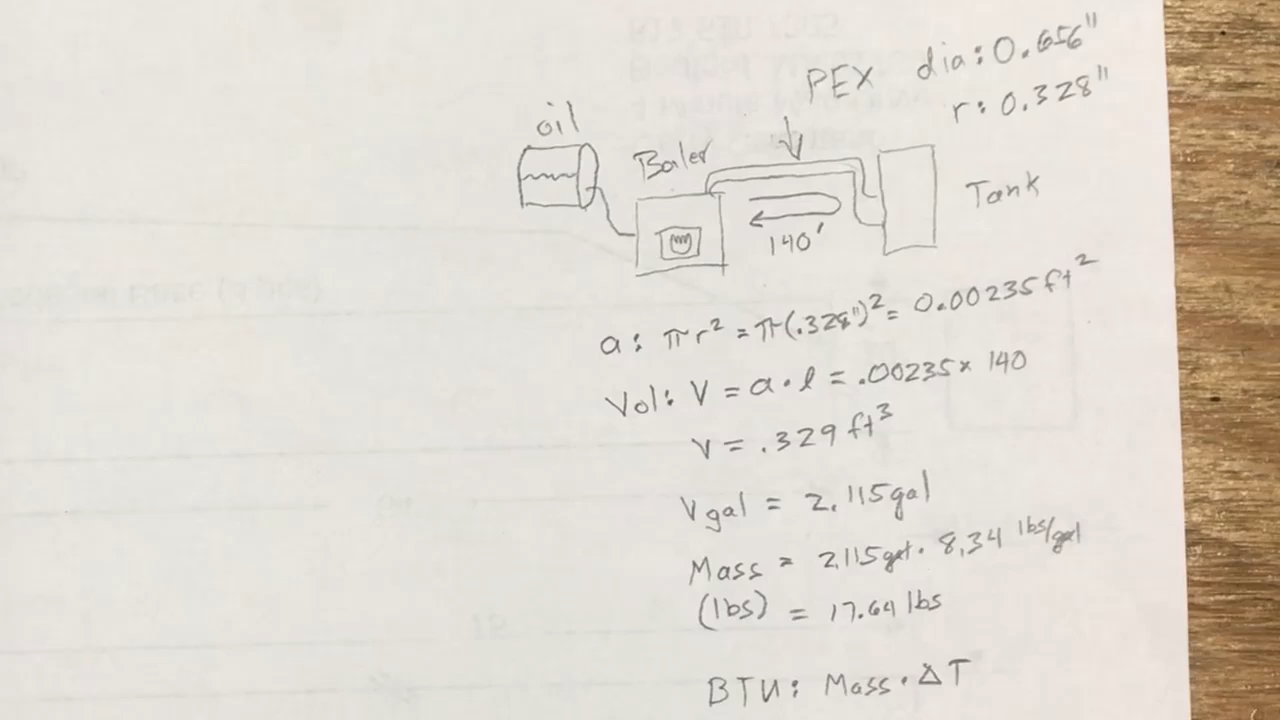 PEX dia: 0.656"
r: 0.328"
oil
Boiler
Tank
140'
a: πr² = π(.328")² = 0.00235 ft²
Vol: V = a · l = .00235 × 140
V = .329 ft³
Vgal = 2.115 gal
Mass = 2.115 gal · 8.34 lbs/gal
(lbs) = 17.64 lbs
BTU: Mass · ΔT